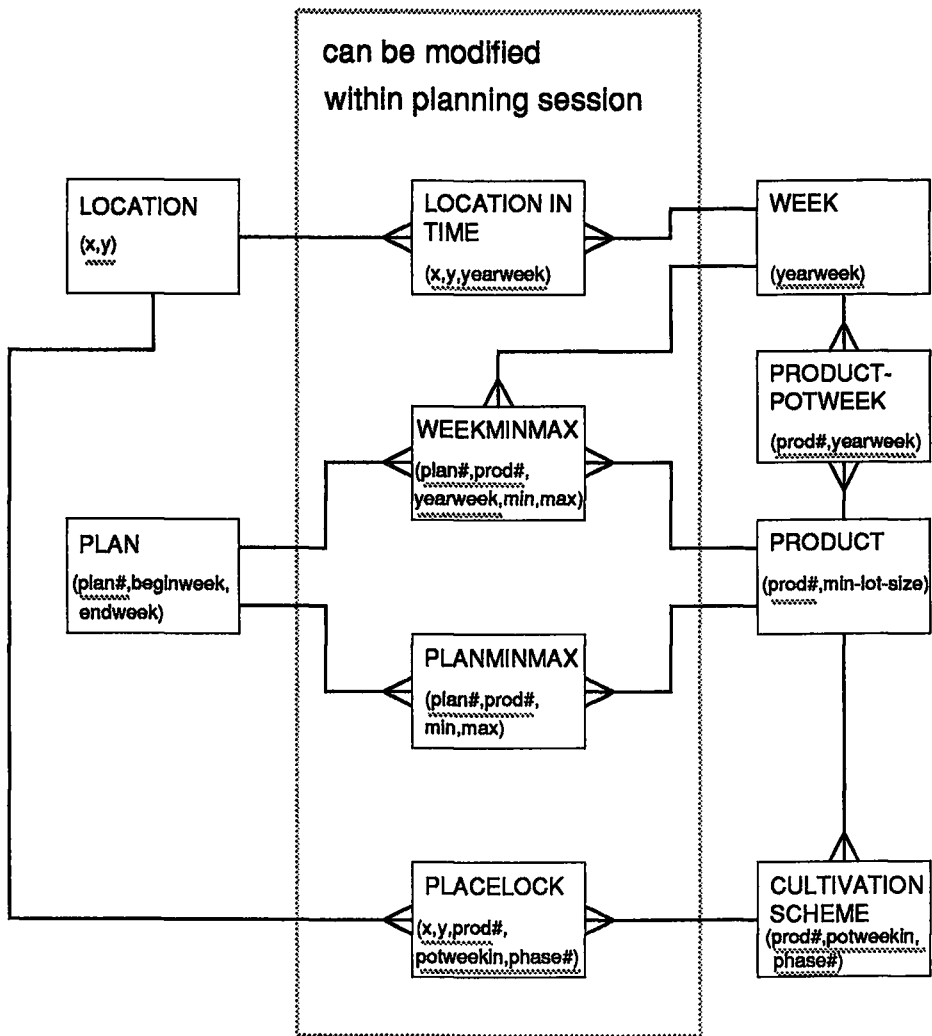 can be modified
within planning session
LOCATION
(x,y)
LOCATION IN
TIME
(x,y,yearweek)
WEEK
(yearweek)
PRODUCT-
POTWEEK
(prod#,yearweek)
WEEKMINMAX
(plan#,prod#,
yearweek,min,max)
PLAN
(plan#,beginweek,
endweek)
PRODUCT
(prod#,min-lot-size)
PLANMINMAX
(plan#,prod#,
min,max)
PLACELOCK
(x,y,prod#,
potweekin,phase#)
CULTIVATION
SCHEME
(prod#,potweekin,
phase#)